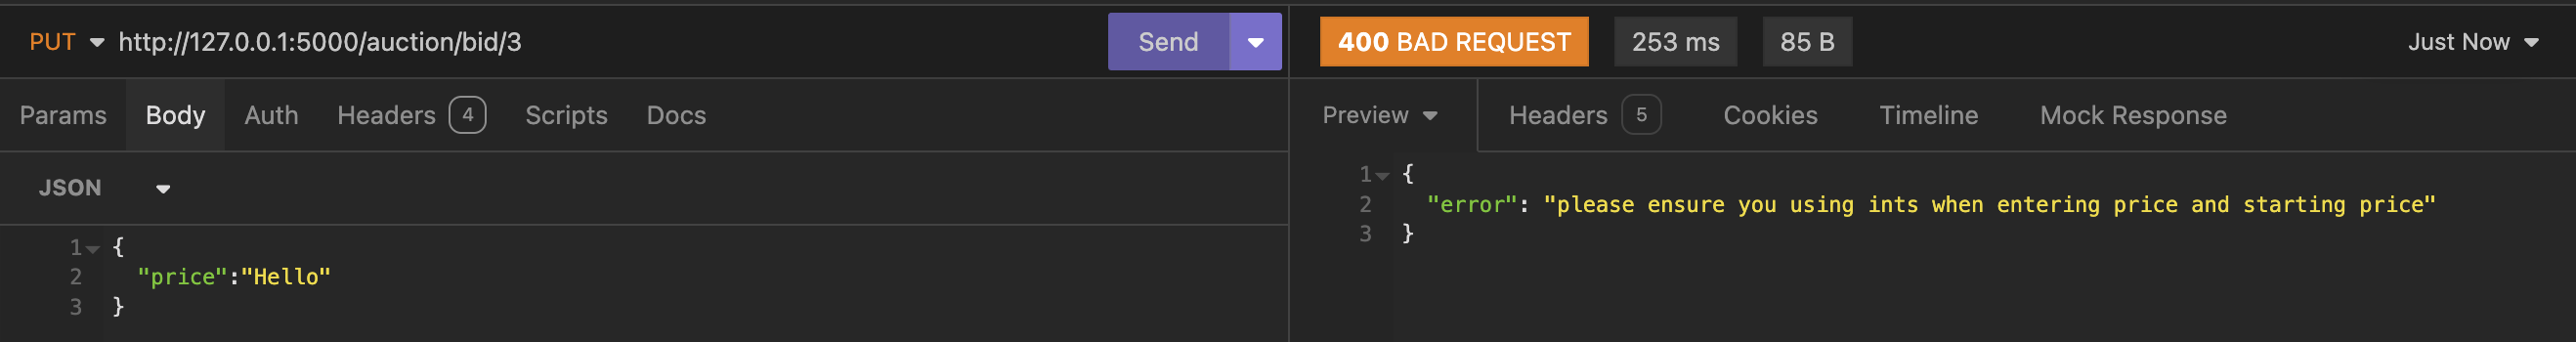 PUT http://127.0.0.1:5000/auction/bid/3 Send
400 BAD REQUEST 253 ms 85 B Just Now
Params Body Auth Headers 4 Scripts Docs
Preview Headers 5 Cookies Timeline Mock Response
JSON
1 {
2 "price":"Hello"
3 }
1 {
2 "error": "please ensure you using ints when entering price and starting price"
3 }